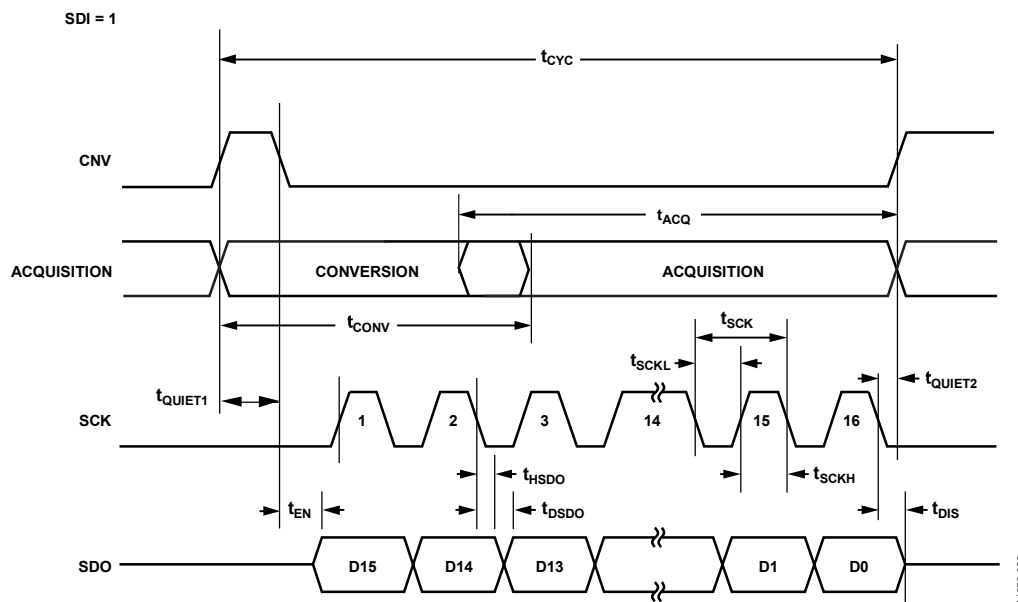 SDI = 1
tCYC
CNV
tACQ
ACQUISITION CONVERSION ACQUISITION
tCONV
tSCK
tSCKL
tQUIET1 tQUIET2
SCK 1 2 3 14 15 16
tHSDO tSCKH
tEN tDSDO tDIS
SDO D15 D14 D13 D1 D0